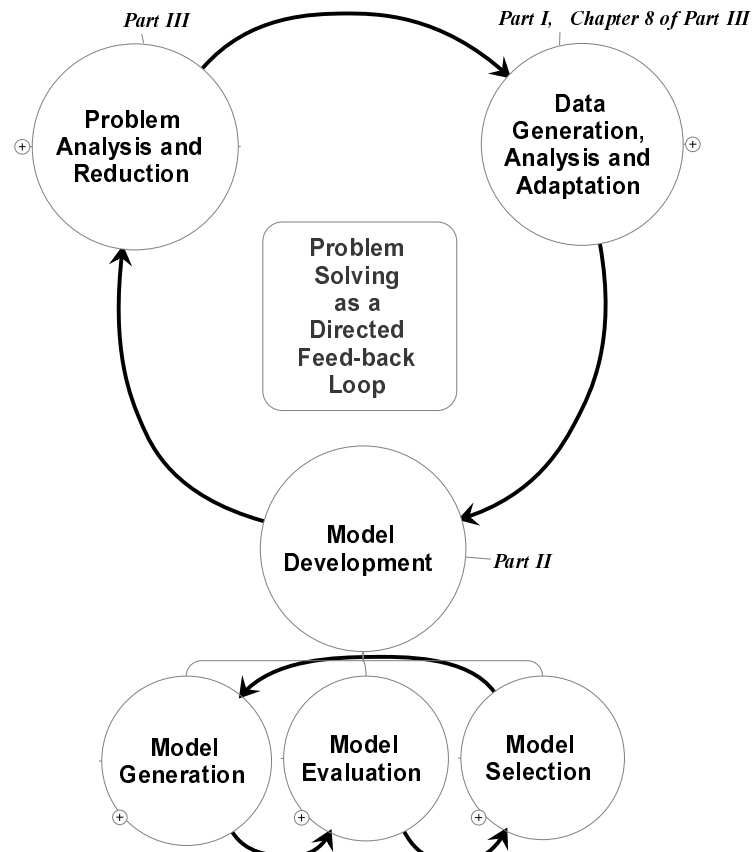 Part III
Part I, Chapter 8 of Part III
Problem
Analysis and
Reduction
Data
Generation,
Analysis and
Adaptation
Problem
Solving
as a
Directed
Feed-back
Loop
Model
Development
Part II
Model
Generation
Model
Evaluation
Model
Selection